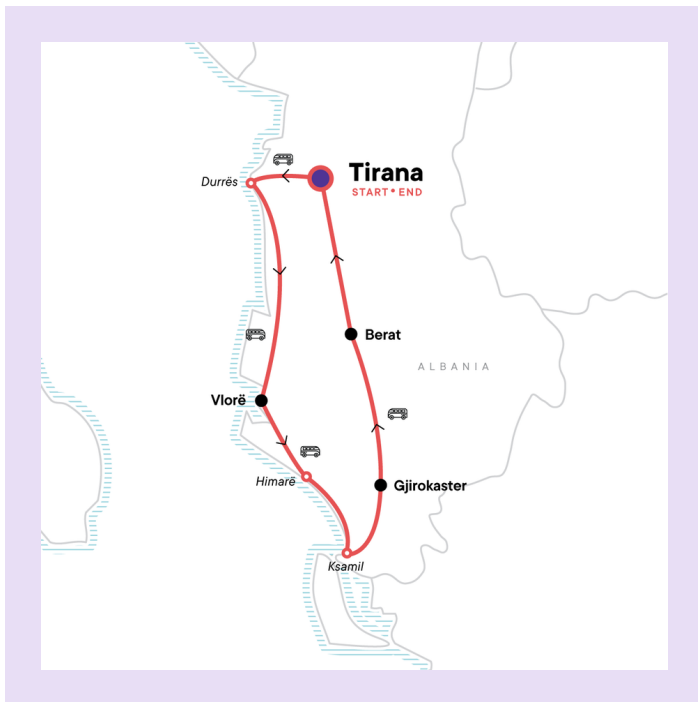 Tirana
START•END
Durrës
Berat
ALBANIA
Vlorë
Himarë
Gjirokaster
Ksamil